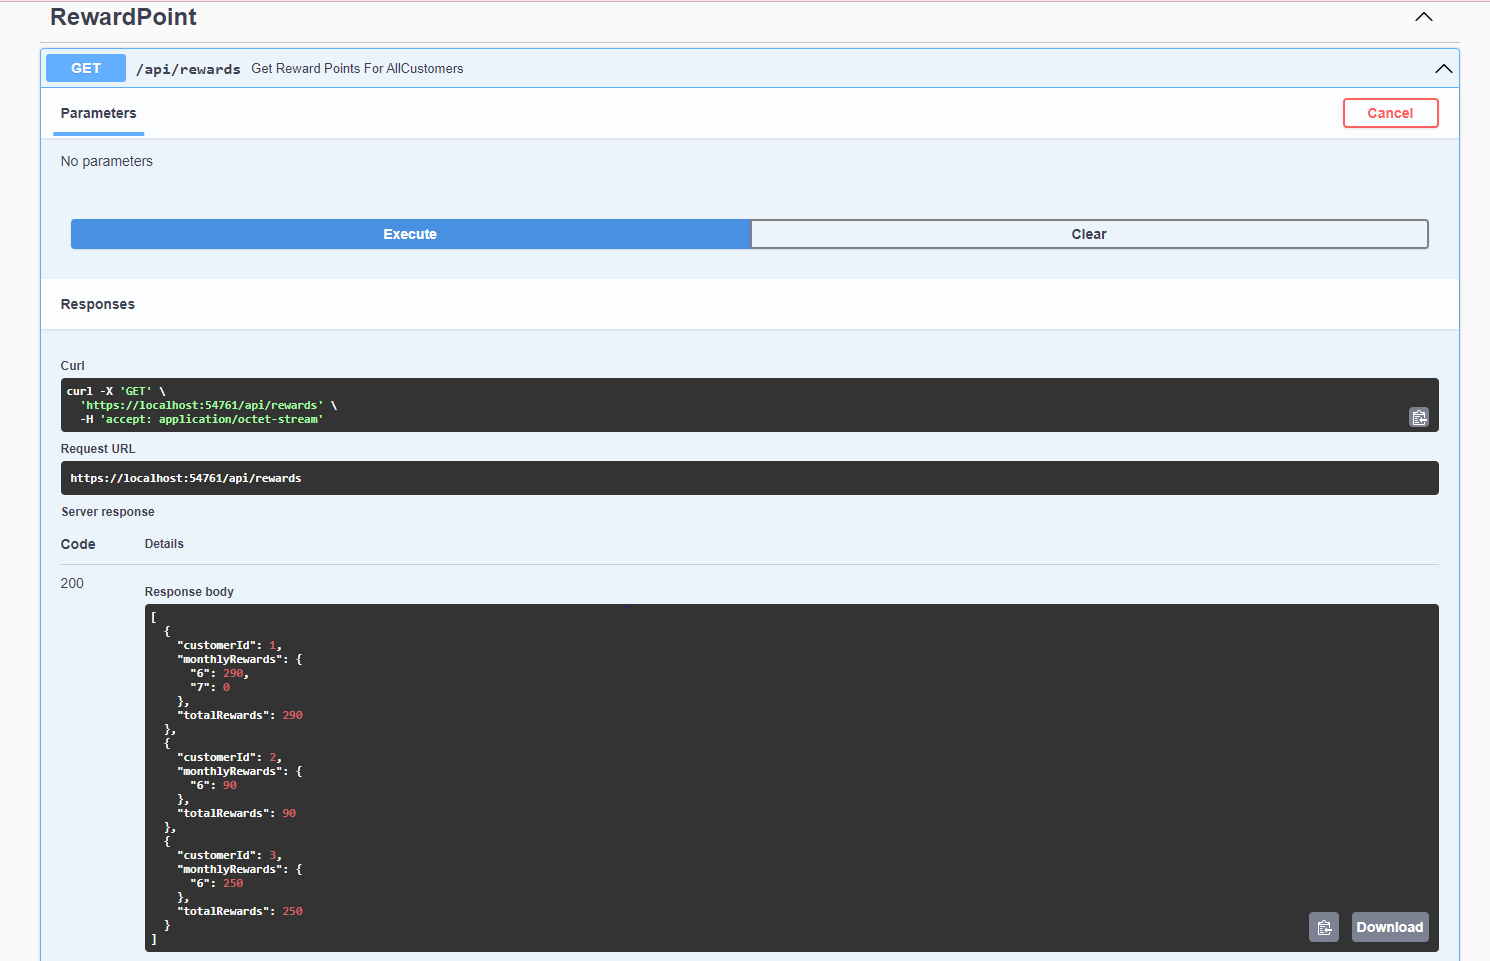 RewardPoint
GET /api/rewards Get Reward Points For AllCustomers
Parameters
Cancel
No parameters
Execute
Clear
Responses
Curl
curl -X 'GET' \
  'https://localhost:54761/api/rewards' \
  -H 'accept: application/octet-stream'
Request URL
https://localhost:54761/api/rewards
Server response
Code Details
200
Response body
[
  {
    "customerId": 1,
    "monthlyRewards": {
      "6": 290,
      "7": 0
    },
    "totalRewards": 290
  },
  {
    "customerId": 2,
    "monthlyRewards": {
      "6": 90
    },
    "totalRewards": 90
  },
  {
    "customerId": 3,
    "monthlyRewards": {
      "6": 250
    },
    "totalRewards": 250
  }
]
Download